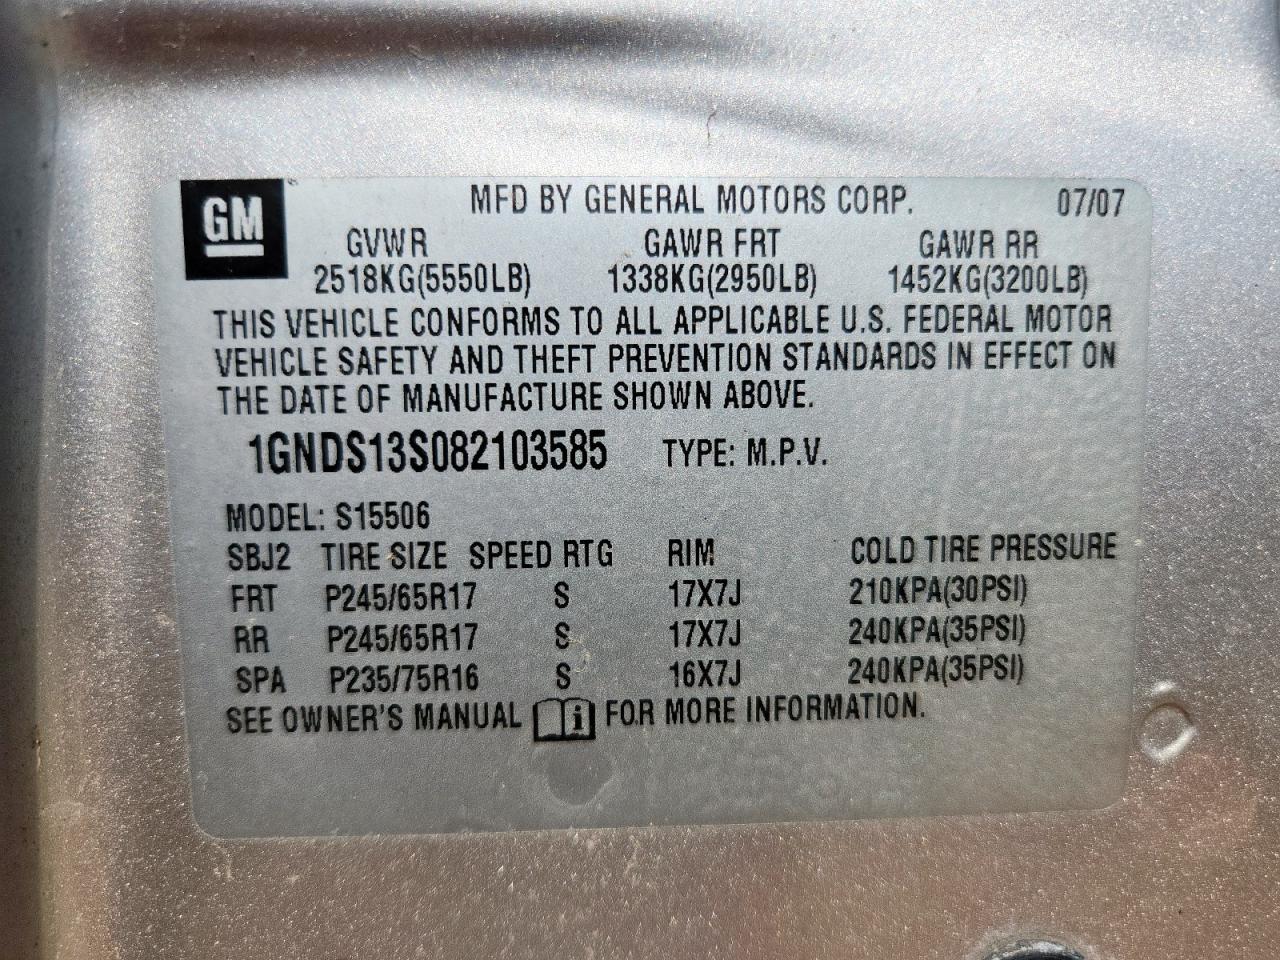 GM MFD BY GENERAL MOTORS CORP. 07/07
GVWR GAWR FRT GAWR RR
2518KG(5550LB) 1338KG(2950LB) 1452KG(3200LB)
THIS VEHICLE CONFORMS TO ALL APPLICABLE U.S. FEDERAL MOTOR
VEHICLE SAFETY AND THEFT PREVENTION STANDARDS IN EFFECT ON
THE DATE OF MANUFACTURE SHOWN ABOVE.
1GNDS13S082103585 TYPE: M.P.V.
MODEL: S15506
SBJ2 TIRE SIZE SPEED RTG RIM COLD TIRE PRESSURE
FRT P245/65R17 S 17X7J 210KPA(30PSI)
RR P245/65R17 S 17X7J 240KPA(35PSI)
SPA P235/75R16 S 16X7J 240KPA(35PSI)
SEE OWNER'S MANUAL i FOR MORE INFORMATION.